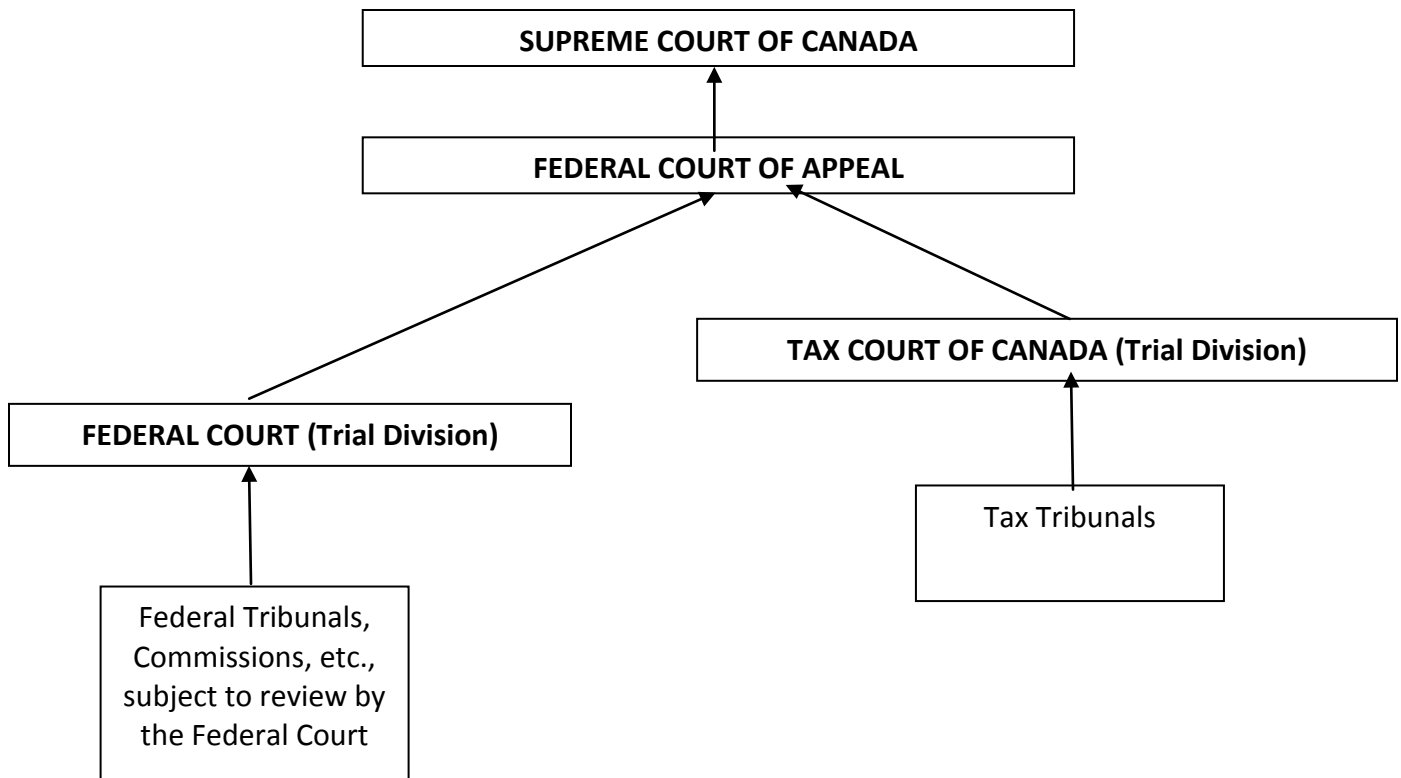 SUPREME COURT OF CANADA
FEDERAL COURT OF APPEAL
TAX COURT OF CANADA (Trial Division)
FEDERAL COURT (Trial Division)
Tax Tribunals
Federal Tribunals,
Commissions, etc.,
subject to review by
the Federal Court